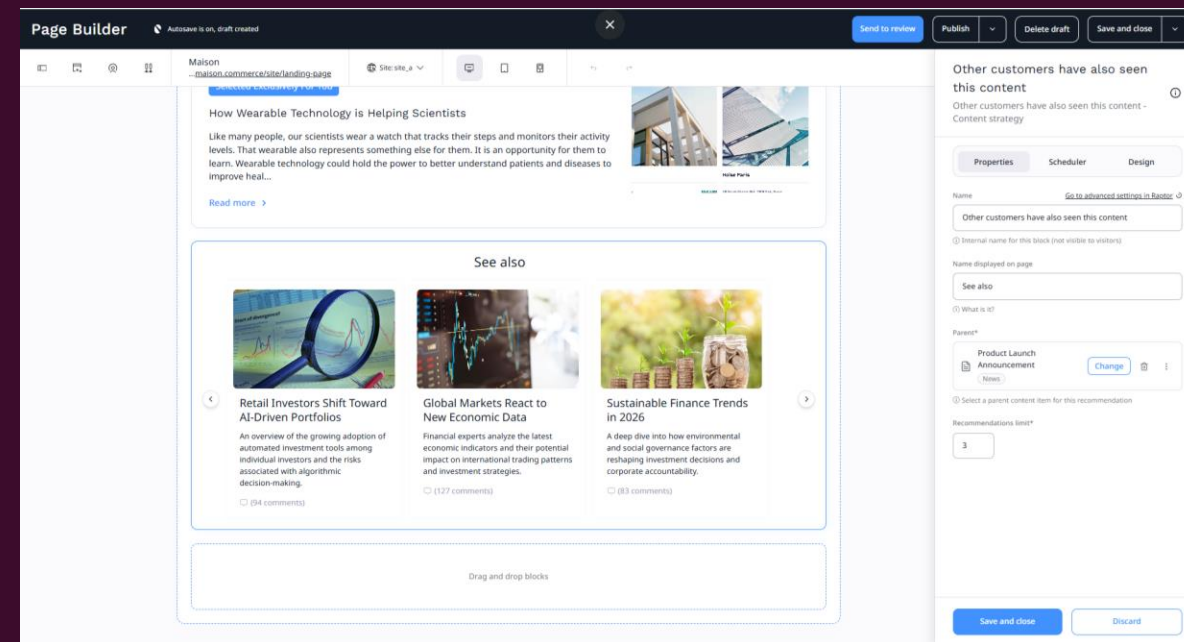 Page Builder
Autosave is on, draft created
Send to review
Publish
Delete draft
Save and close
Maison
...maison.commerce/site/landing-page
Site: site_a
Selected Exclusively For You
How Wearable Technology is Helping Scientists
Like many people, our scientists wear a watch that tracks their steps and monitors their activity
levels. That wearable also represents something else for them. It is an opportunity for them to
learn. Wearable technology could hold the power to better understand patients and diseases to
improve heal...
Read more
See also
Retail Investors Shift Toward
AI-Driven Portfolios
An overview of the growing adoption of
automated investment tools among
individual investors and the risks
associated with algorithmic
decision-making.
(94 comments)
Global Markets React to
New Economic Data
Financial experts analyze the latest
economic indicators and their potential
impact on international trading patterns
and investment strategies.
(127 comments)
Sustainable Finance Trends
in 2026
A deep dive into how environmental
and social governance factors are
reshaping investment decisions and
corporate accountability.
(83 comments)
Drag and drop blocks
Other customers have also seen
this content
Other customers have also seen this content -
Content strategy
Properties
Scheduler
Design
Name
Go to advanced settings in Raptor
Other customers have also seen this content
Internal name for this block (not visible to visitors)
Name displayed on page
See also
What is it?
Parent*
Product Launch
Announcement
News
Change
Select a parent content item for this recommendation
Recommendations limit*
3
Save and close
Discard